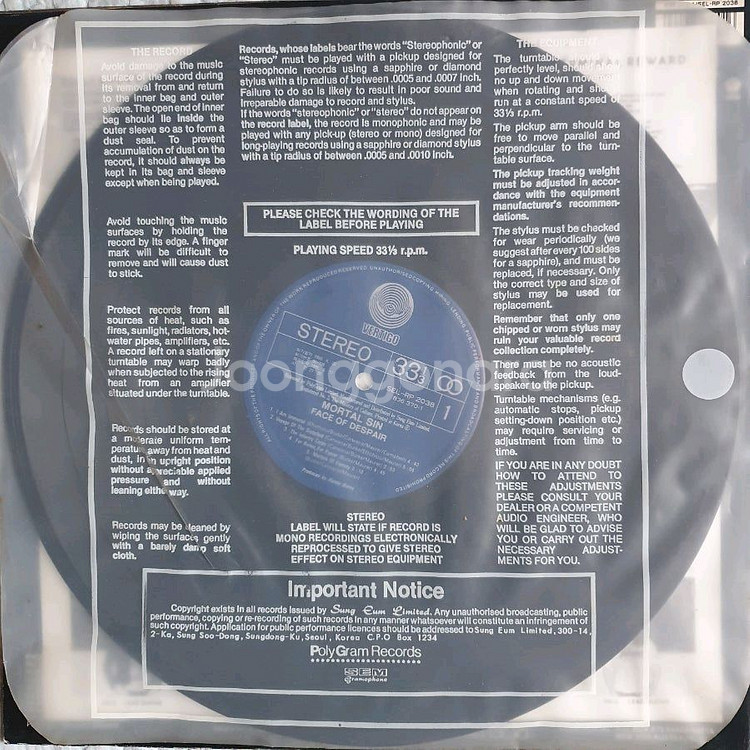 SEL-RP 2038
THE RECORD
Avoid damage to the music
surface of the record during
its removal from and return
to the inner bag and outer
sleeve. The open end of inner
bag should lie inside the
outer sleeve so as to form a
dust seal. To prevent
accumulation of dust on the
record, it should always be
kept in its bag and sleeve
except when being played.
Avoid touching the music
surfaces by holding the
record by its edge. A finger
mark will be difficult to
remove and will cause dust
to stick.
Protect records from all
sources of heat, such as
fires, sunlight, radiators, hot-
water pipes, amplifiers, etc.
A record left on a stationary
turntable may warp badly
when subjected to the rising
heat from an amplifier
situated under the turntable.
Records should be stored at
a moderate uniform tem-
perature away from heat and
dust, in an upright position
without appreciable applied
pressure and without
leaning either way.
Records may be cleaned by
wiping the surfaces gently
with a barely damp soft
cloth.
Records, whose labels bear the words "Stereophonic" or
"Stereo" must be played with a pickup designed for
stereophonic records using a sapphire or diamond
stylus with a tip radius of between .0005 and .0007 inch.
Failure to do so is likely to result in poor sound and
irreparable damage to record and stylus.
If the words "stereophonic" or "stereo" do not appear on
the record label, the record is monophonic and may be
played with any pick-up (stereo or mono) designed for
long-playing records using a sapphire or diamond stylus
with a tip radius of between .0005 and .0010 inch.
PLEASE CHECK THE WORDING OF THE
LABEL BEFORE PLAYING
PLAYING SPEED 33⅓ r.p.m.
VERTIGO
STEREO 33⅓
SEL-RP 2038
1
MORTAL SIN
FACE OF DESPAIR
STEREO
LABEL WILL STATE IF RECORD IS
MONO RECORDINGS ELECTRONICALLY
REPROCESSED TO GIVE STEREO
EFFECT ON STEREO EQUIPMENT
THE EQUIPMENT
The turntable
perfectly level, should show
no up and down movement
when rotating and should
run at a constant speed of
33⅓ r.p.m.
The pickup arm should be
free to move parallel and
perpendicular to the turn-
table surface.
The pickup tracking weight
must be adjusted in accor-
dance with the equipment
manufacturer's recommen-
dations.
The stylus must be checked
for wear periodically (we
suggest after every 100 sides
for a sapphire), and must be
replaced, if necessary. Only
the correct type and size of
stylus may be used for
replacement.
Remember that only one
chipped or worn stylus may
ruin your valuable record
collection completely.
There must be no acoustic
feedback from the loud-
speaker to the pickup.
Turntable mechanisms (e.g.
automatic stops, pickup
setting-down position etc.)
may require servicing or
adjustment from time to
time.
IF YOU ARE IN ANY DOUBT
HOW TO ATTEND TO
THESE ADJUSTMENTS
PLEASE CONSULT YOUR
DEALER OR A COMPETENT
AUDIO ENGINEER, WHO
WILL BE GLAD TO ADVISE
YOU OR CARRY OUT THE
NECESSARY ADJUST-
MENTS FOR YOU.
Important Notice
Copyright exists in all records issued by Sung Eum Limited. Any unauthorised broadcasting, public
performance, copying or re-recording of such records in any manner whatsoever will constitute an infringement of
such copyright. Application for public performance licences should be addressed to Sung Eum Limited, 300-14,
2-Ka, Sung Soo-Dong, Sungdong-Ku, Seoul, Korea C.P.O Box 1234
PolyGram Records
SEM
Gramophone